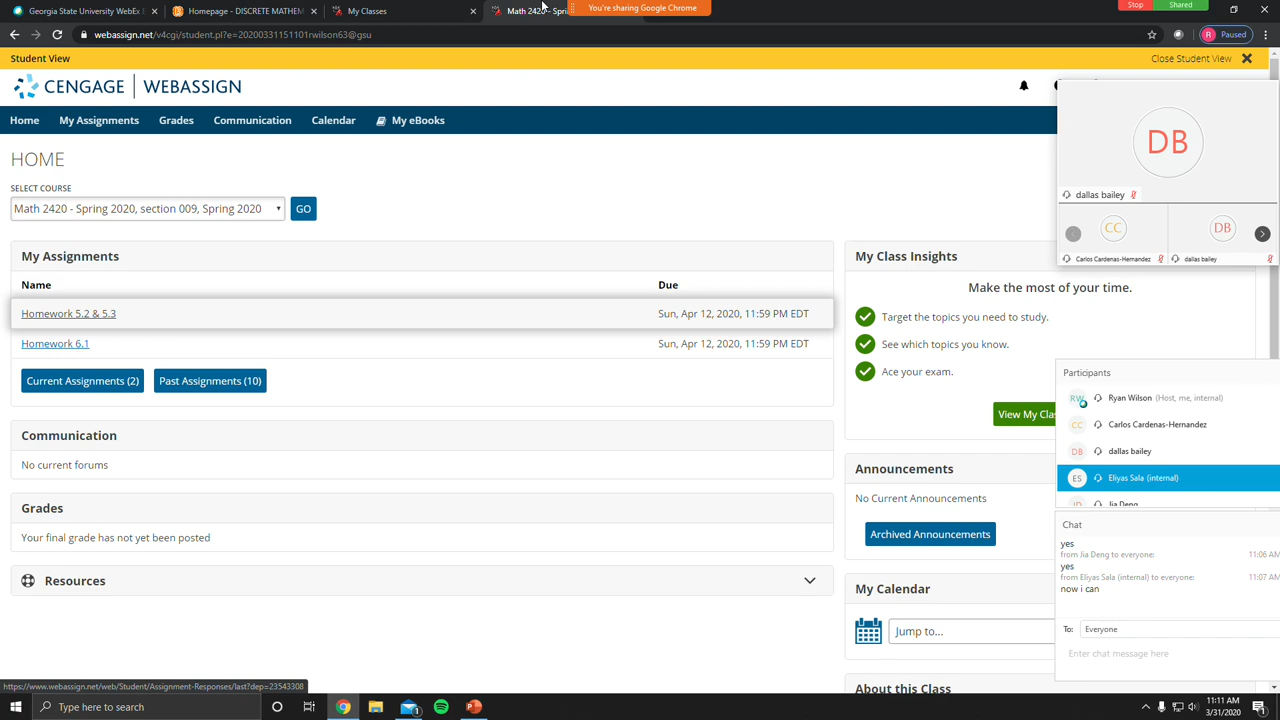 Georgia State University WebEx
Homepage - DISCRETE MATHEM
My Classes
Math 2420 - Spri
You're sharing Google Chrome
Stop
Shared
webassign.net/v4cgi/student.pl?e=20200331151101rwilson63@gsu
R
Paused
Student View
Close Student View
CENGAGE WEBASSIGN
Home
My Assignments
Grades
Communication
Calendar
My eBooks
HOME
SELECT COURSE
Math 2420 - Spring 2020, section 009, Spring 2020
GO
My Assignments
Name
Due
Homework 5.2 & 5.3
Sun, Apr 12, 2020, 11:59 PM EDT
Homework 6.1
Sun, Apr 12, 2020, 11:59 PM EDT
Current Assignments (2)
Past Assignments (10)
Communication
No current forums
Grades
Your final grade has not yet been posted
Resources
My Class Insights
Make the most of your time.
Target the topics you need to study.
See which topics you know.
Ace your exam.
View My Clas
Announcements
No Current Announcements
Archived Announcements
My Calendar
Jump to...
About this Class
DB
dallas bailey
CC
Carlos Cardenas-Hernandez
DB
dallas bailey
Participants
RW
Ryan Wilson (Host, me, internal)
CC
Carlos Cardenas-Hernandez
DB
dallas bailey
ES
Eliyas Sala (internal)
JD
Jia Deng
Chat
yes
from Jia Deng to everyone:
11:06 AM
yes
from Eliyas Sala (internal) to everyone:
11:07 AM
now i can
To:
Everyone
Enter chat message here
https://www.webassign.net/web/Student/Assignment-Responses/last?dep=23543308
Type here to search
11:11 AM
3/31/2020